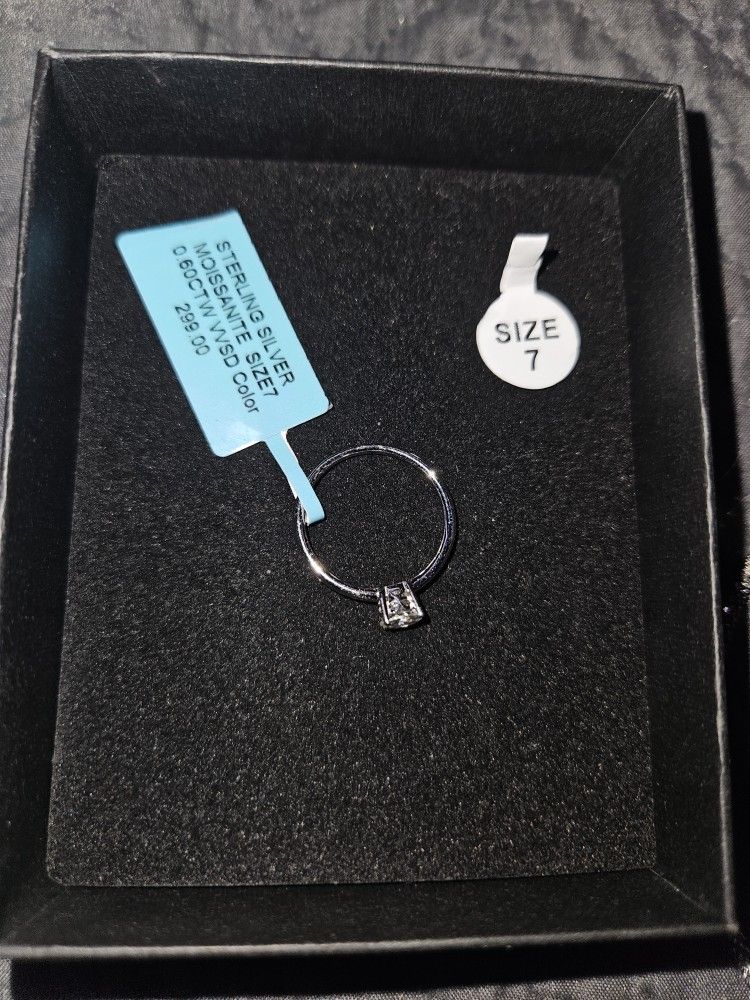 STERLING SILVER
MOISSANITE SIZE7
0.60CTW VVSD Color
299.00
SIZE
7